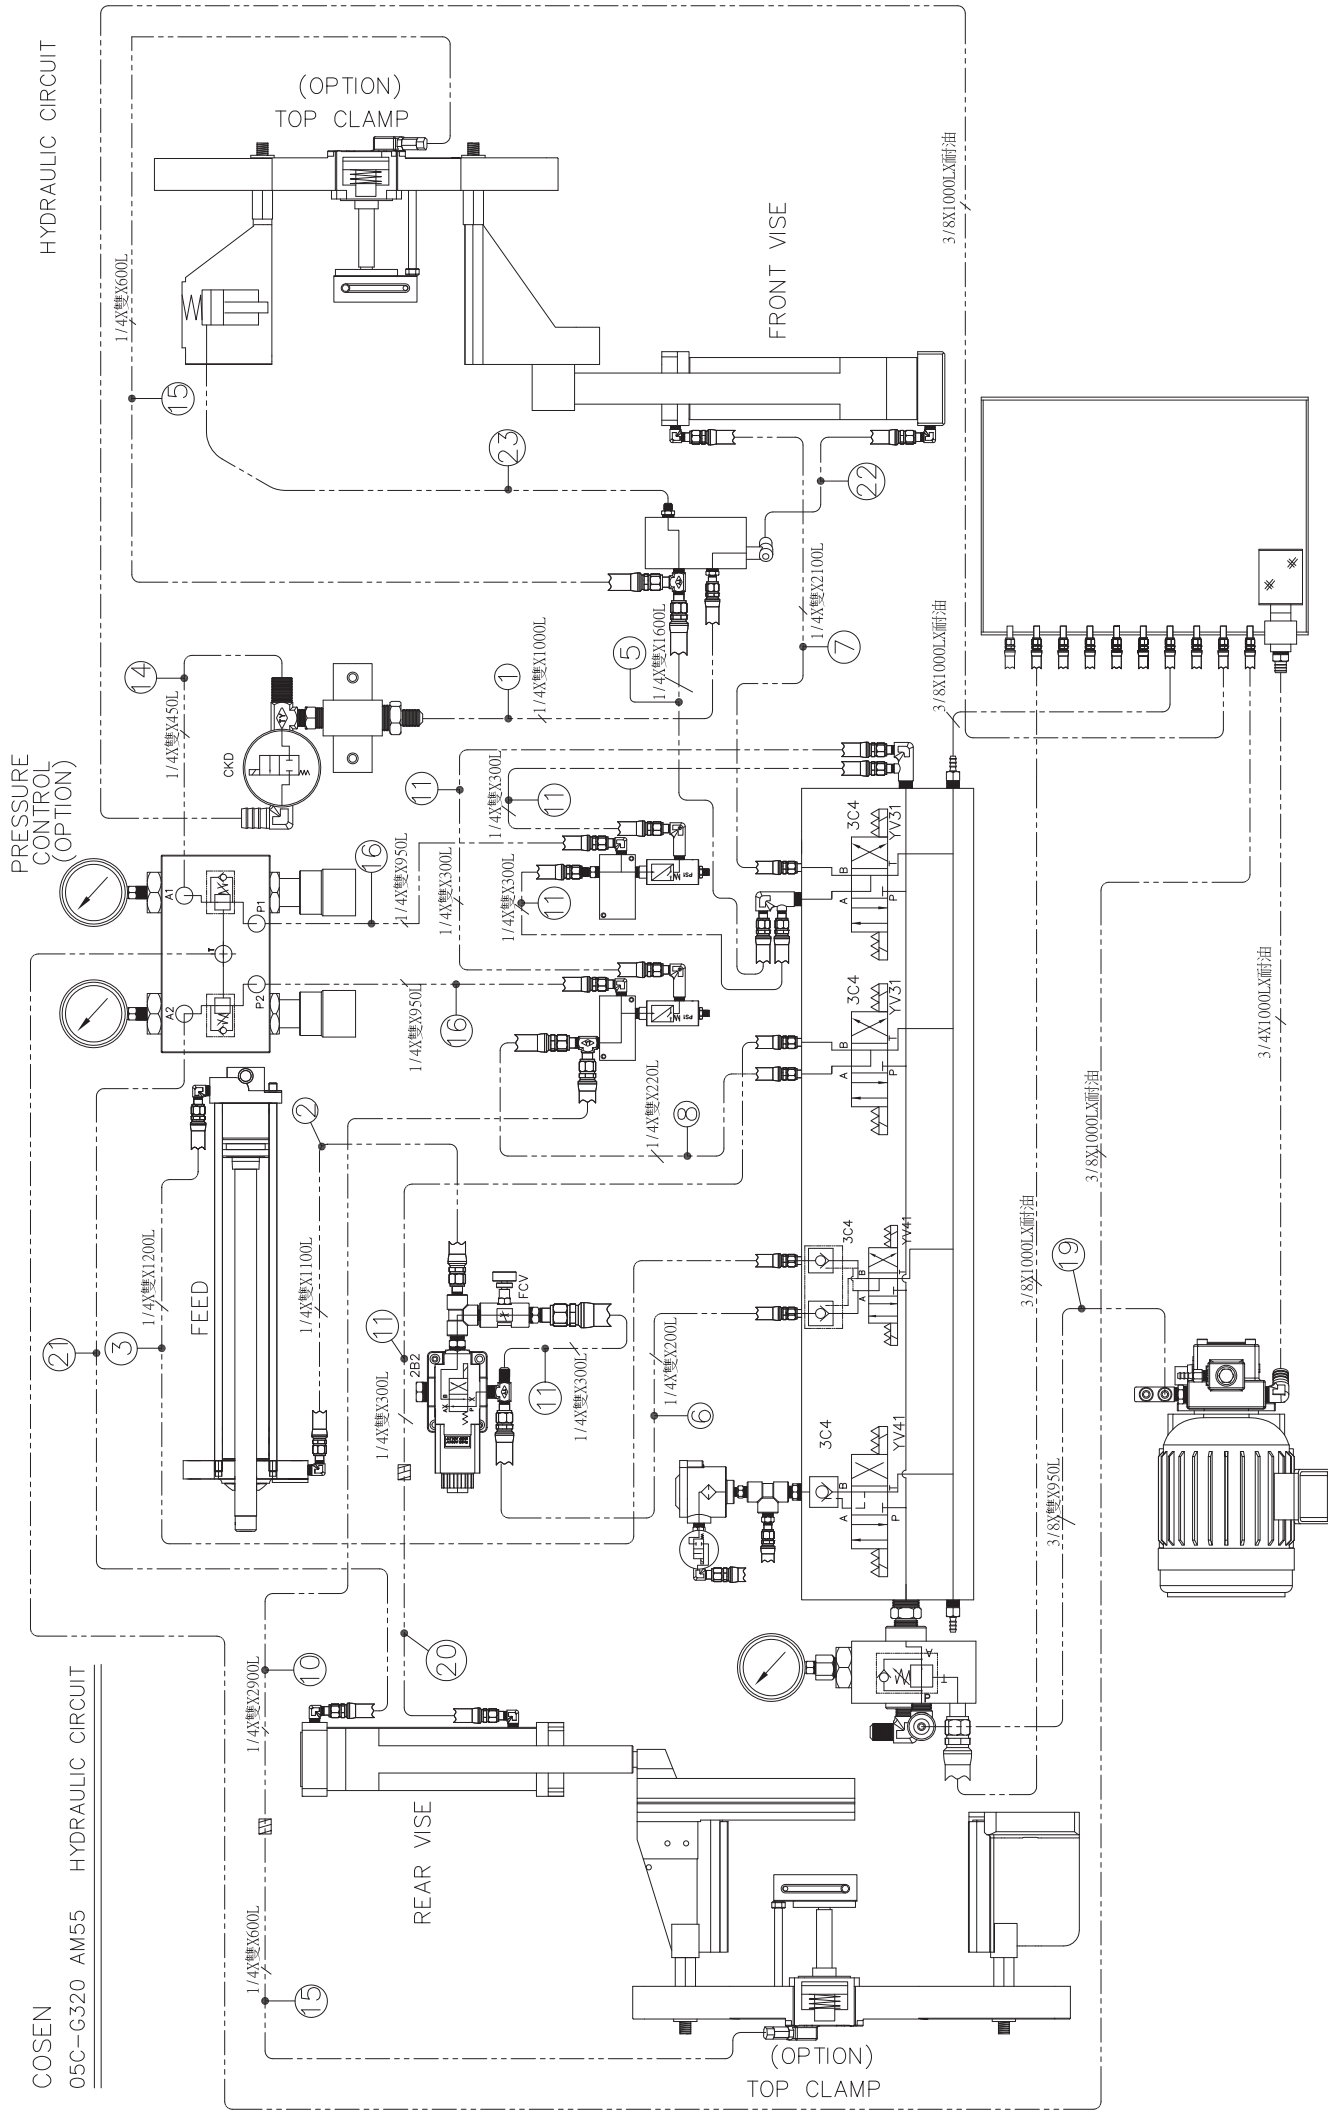 COSEN
05C-G320 AM55 HYDRAULIC CIRCUIT
HYDRAULIC CIRCUIT
PRESSURE
CONTROL
(OPTION)
(OPTION)
TOP CLAMP
1/4X雙X600L
15
23
FRONT VISE
22
3/8X1000LX耐油
14
1/4X雙X450L
CKD
1
1/4X雙X1000L
5
1/4X雙X1600L
7
1/4X雙X2100L
3/8X1000LX耐油
A1
P1
T
A2
P2
16
1/4X雙X950L
11
1/4X雙X300L
11
1/4X雙X300L
11
1/4X雙X300L
PS1
16
1/4X雙X950L
PS1
8
1/4X雙X220L
21
3
1/4X雙X1200L
FEED
2
1/4X雙X1100L
11
1/4X雙X300L
2B2
FCV
11
1/4X雙X300L
6
1/4X雙X200L
3C4
YV31
A
B
P
T
3C4
YV31
A
B
P
T
3C4
YV41
A
B
T
3C4
YV41
A
B
P
T
3/4X1000LX耐油
3/8X1000LX耐油
3/8X1000LX耐油
19
3/8X雙X950L
P
A
T
10
1/4X雙X2900L
20
REAR VISE
15
1/4X雙X600L
(OPTION)
TOP CLAMP